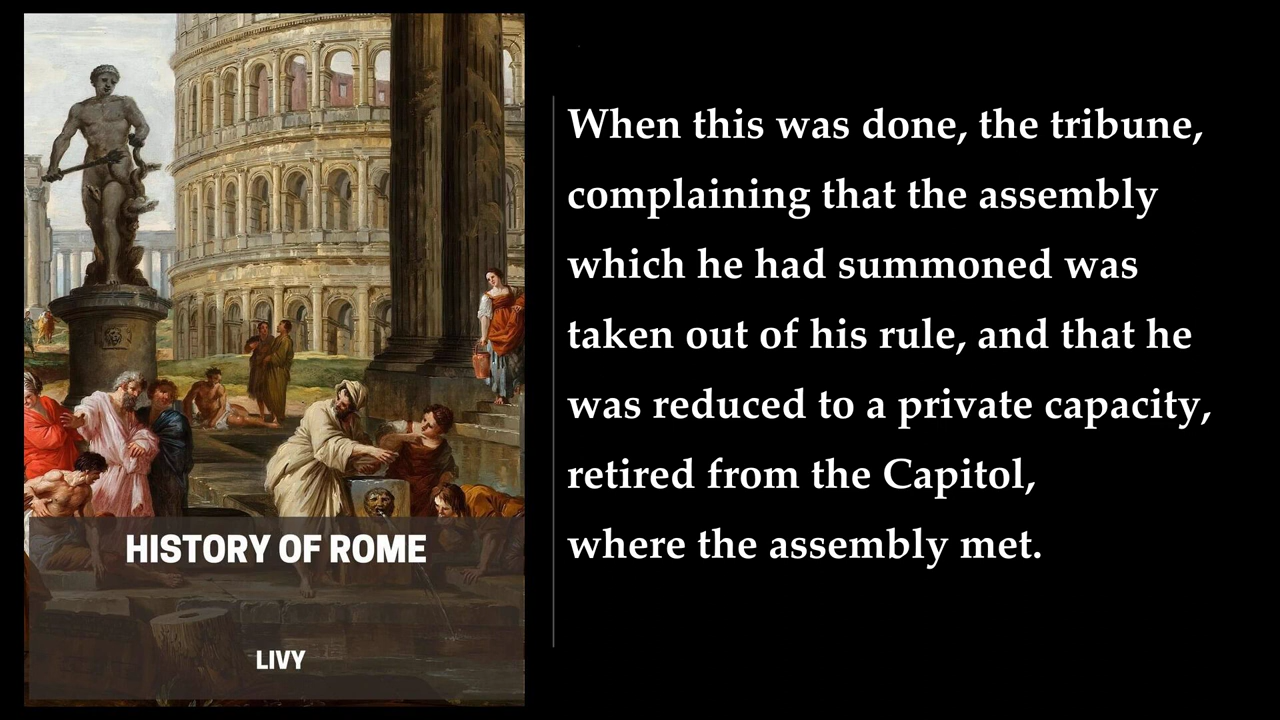 HISTORY OF ROME
LIVY
When this was done, the tribune,
complaining that the assembly
which he had summoned was
taken out of his rule, and that he
was reduced to a private capacity,
retired from the Capitol,
where the assembly met.